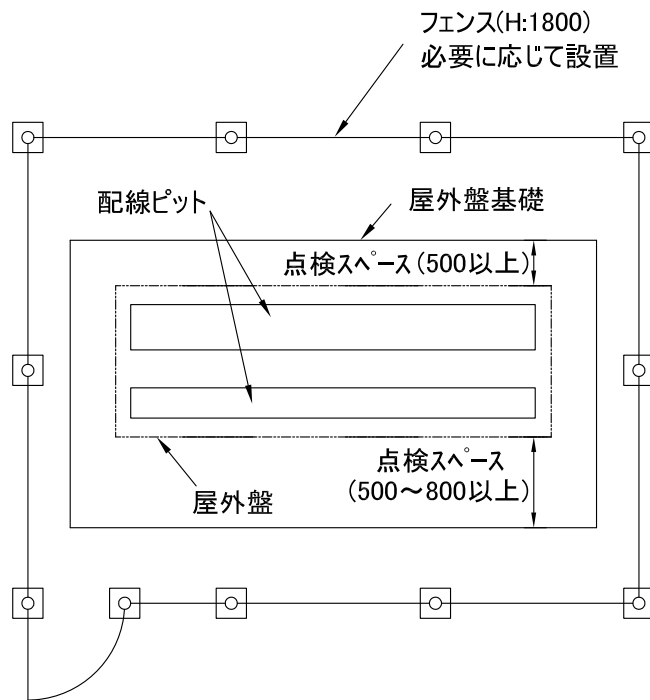 フェンス(H:1800)
必要に応じて設置
配線ピット
屋外盤基礎
点検スペース(500以上)
点検スペース
(500～800以上)
屋外盤